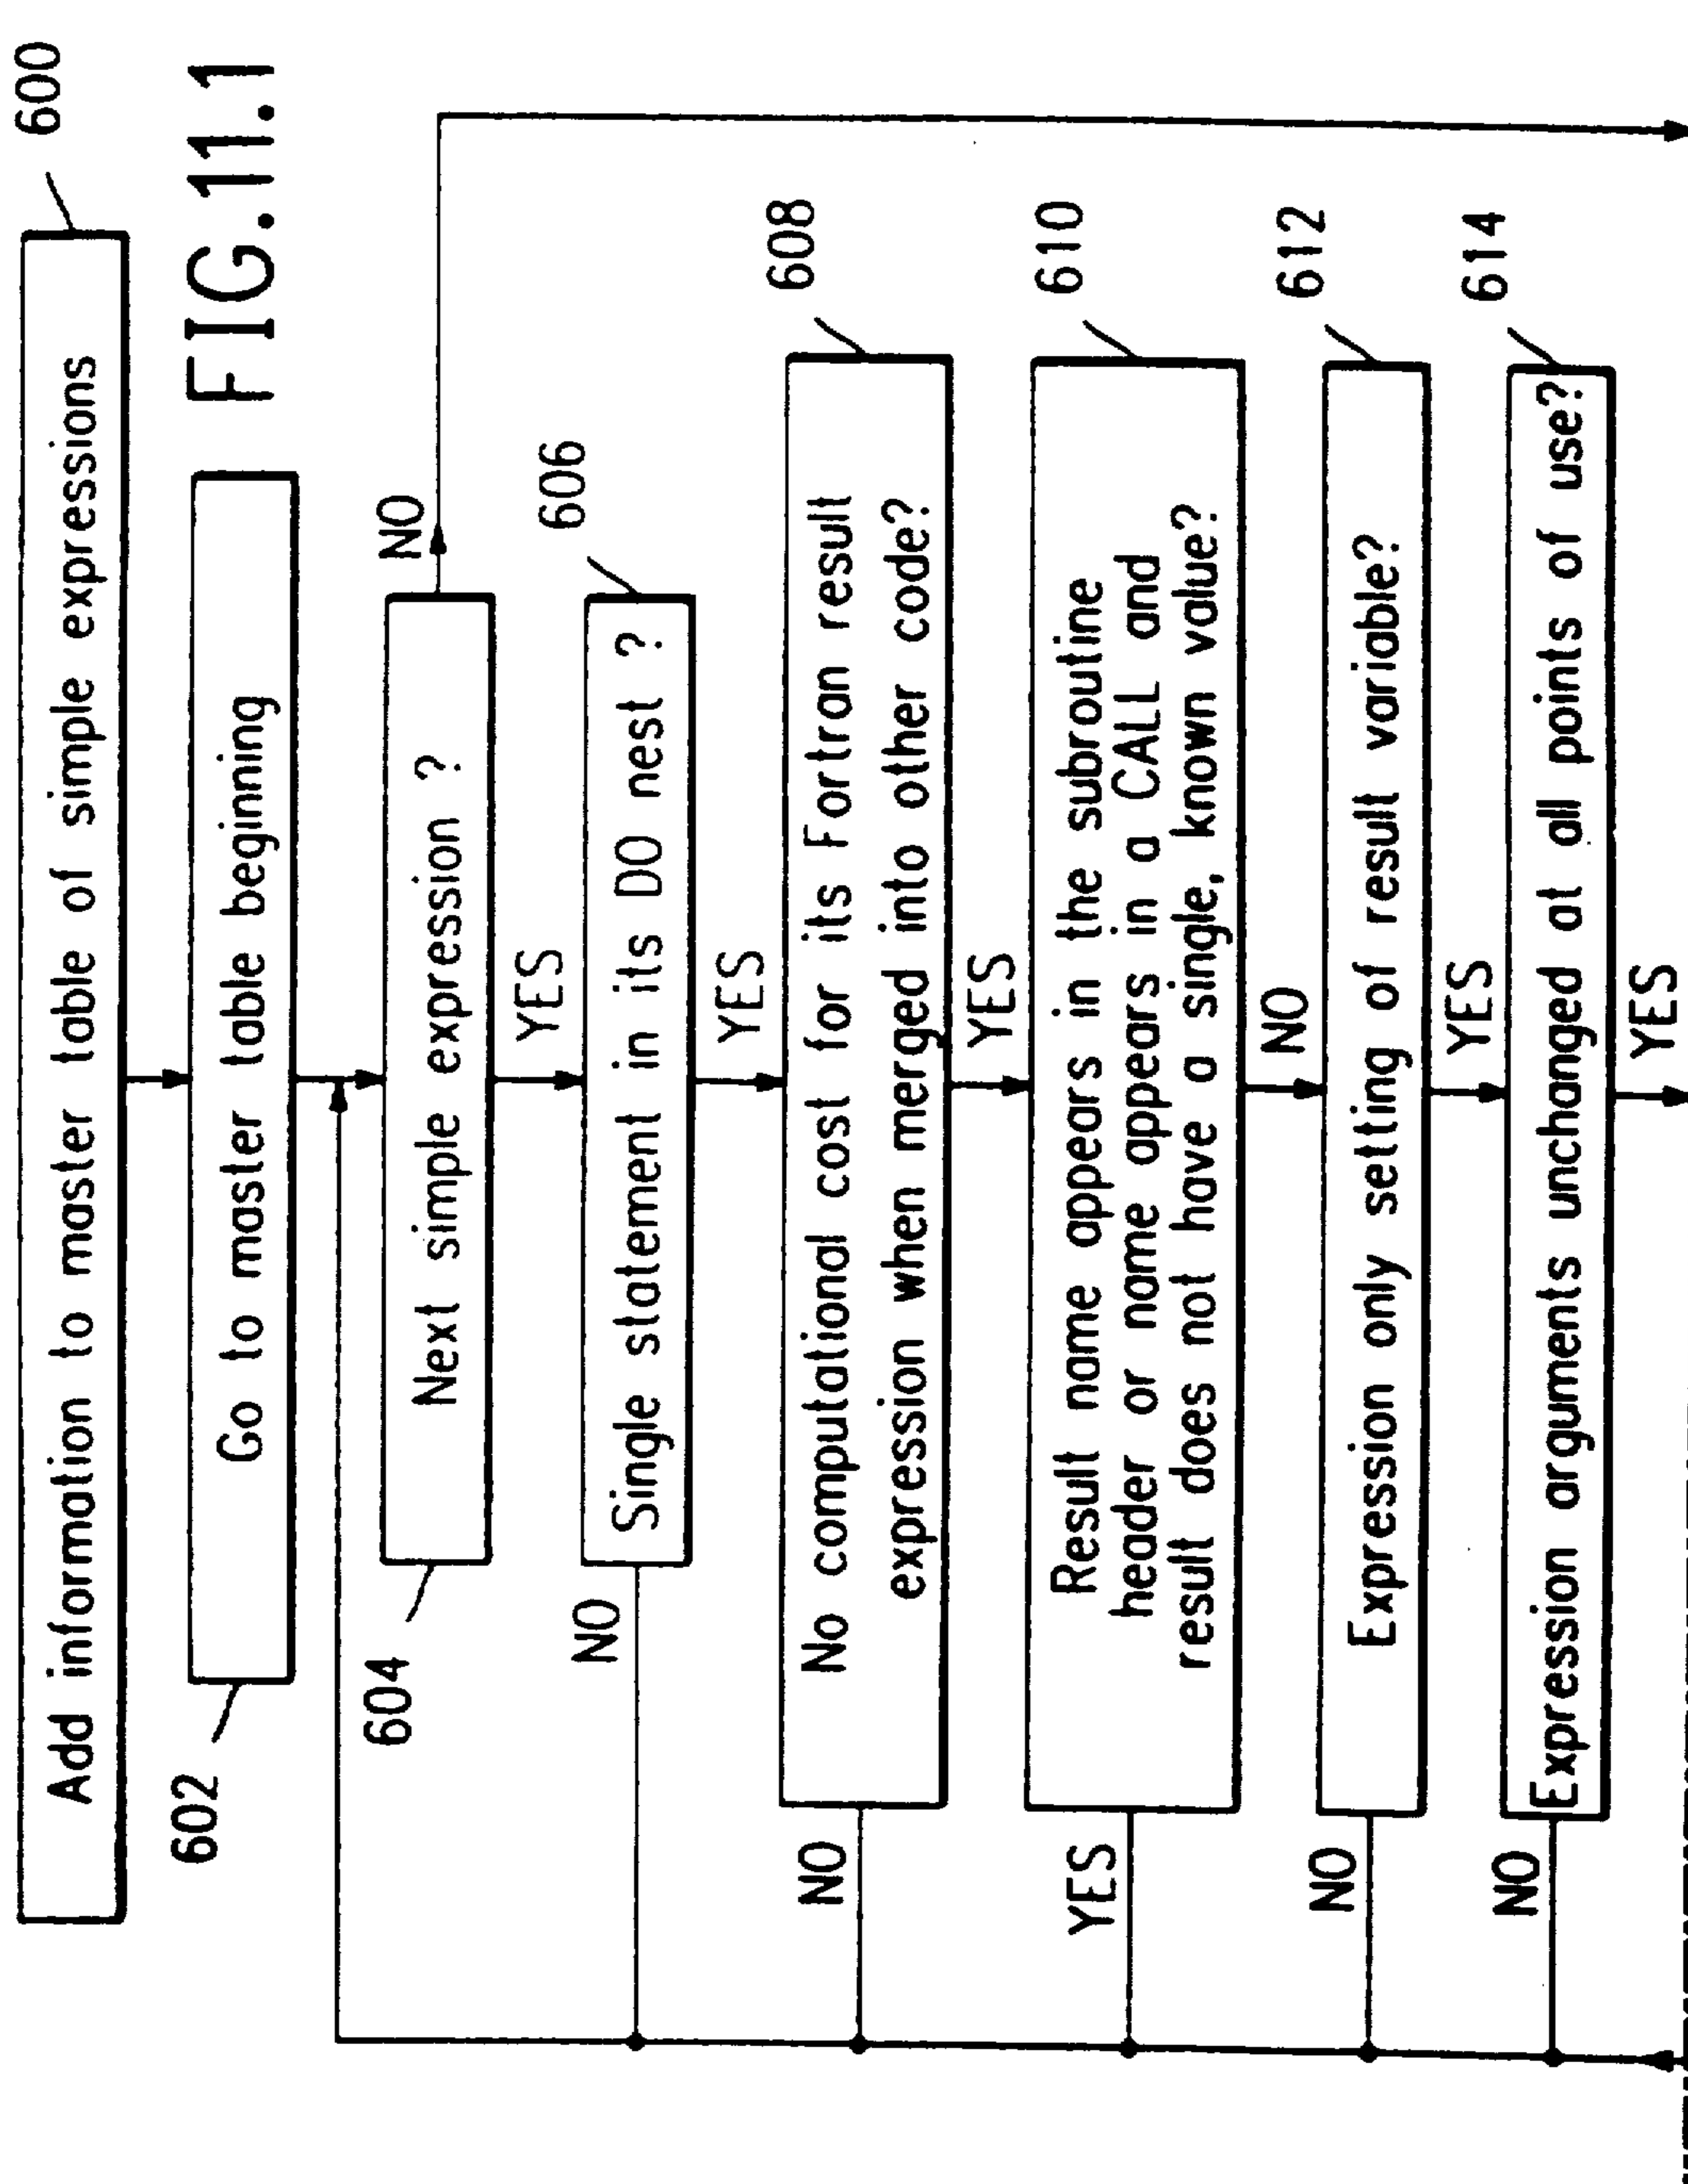 600
Add information to master table of simple expressions
FIG.11.1
602
Go to master table beginning
604
Next simple expression ?
NO
YES
606
Single statement in its DO nest ?
NO
YES
608
No computational cost for its Fortran result
expression when merged into other code?
NO
YES
610
Result name appears in the subroutine
header or name appears in a CALL and
result does not have a single, known value?
YES
NO
612
Expression only setting of result variable?
NO
YES
614
Expression arguments unchanged at all points of use?
NO
YES